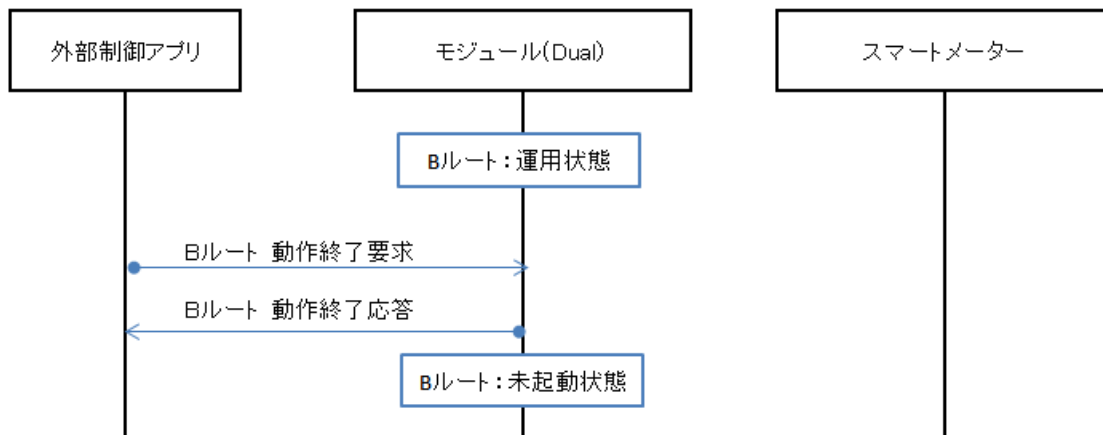 外部制御アプリ
モジュール(Dual)
スマートメーター
Bルート：運用状態
Bルート 動作終了要求
Bルート 動作終了応答
Bルート：未起動状態